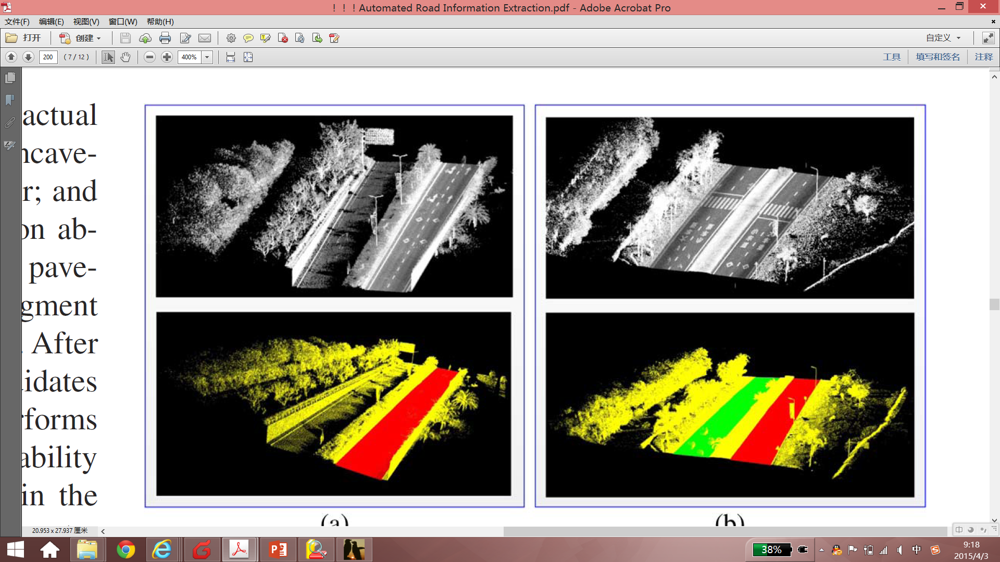 ! ! ! Automated Road Information Extraction.pdf - Adobe Acrobat Pro
文件(F) 编辑(E) 视图(V) 窗口(W) 帮助(H)
打开 创建 自定义
200 (7 / 12) 400% 工具 填写和签名 注释
actual
ncave-
r; and
on ab-
pave-
gment
. After
idates
rforms
ability
in the
(a) (b)
20.953 x 27.937 厘米
38% 中 9:18
2015/4/3